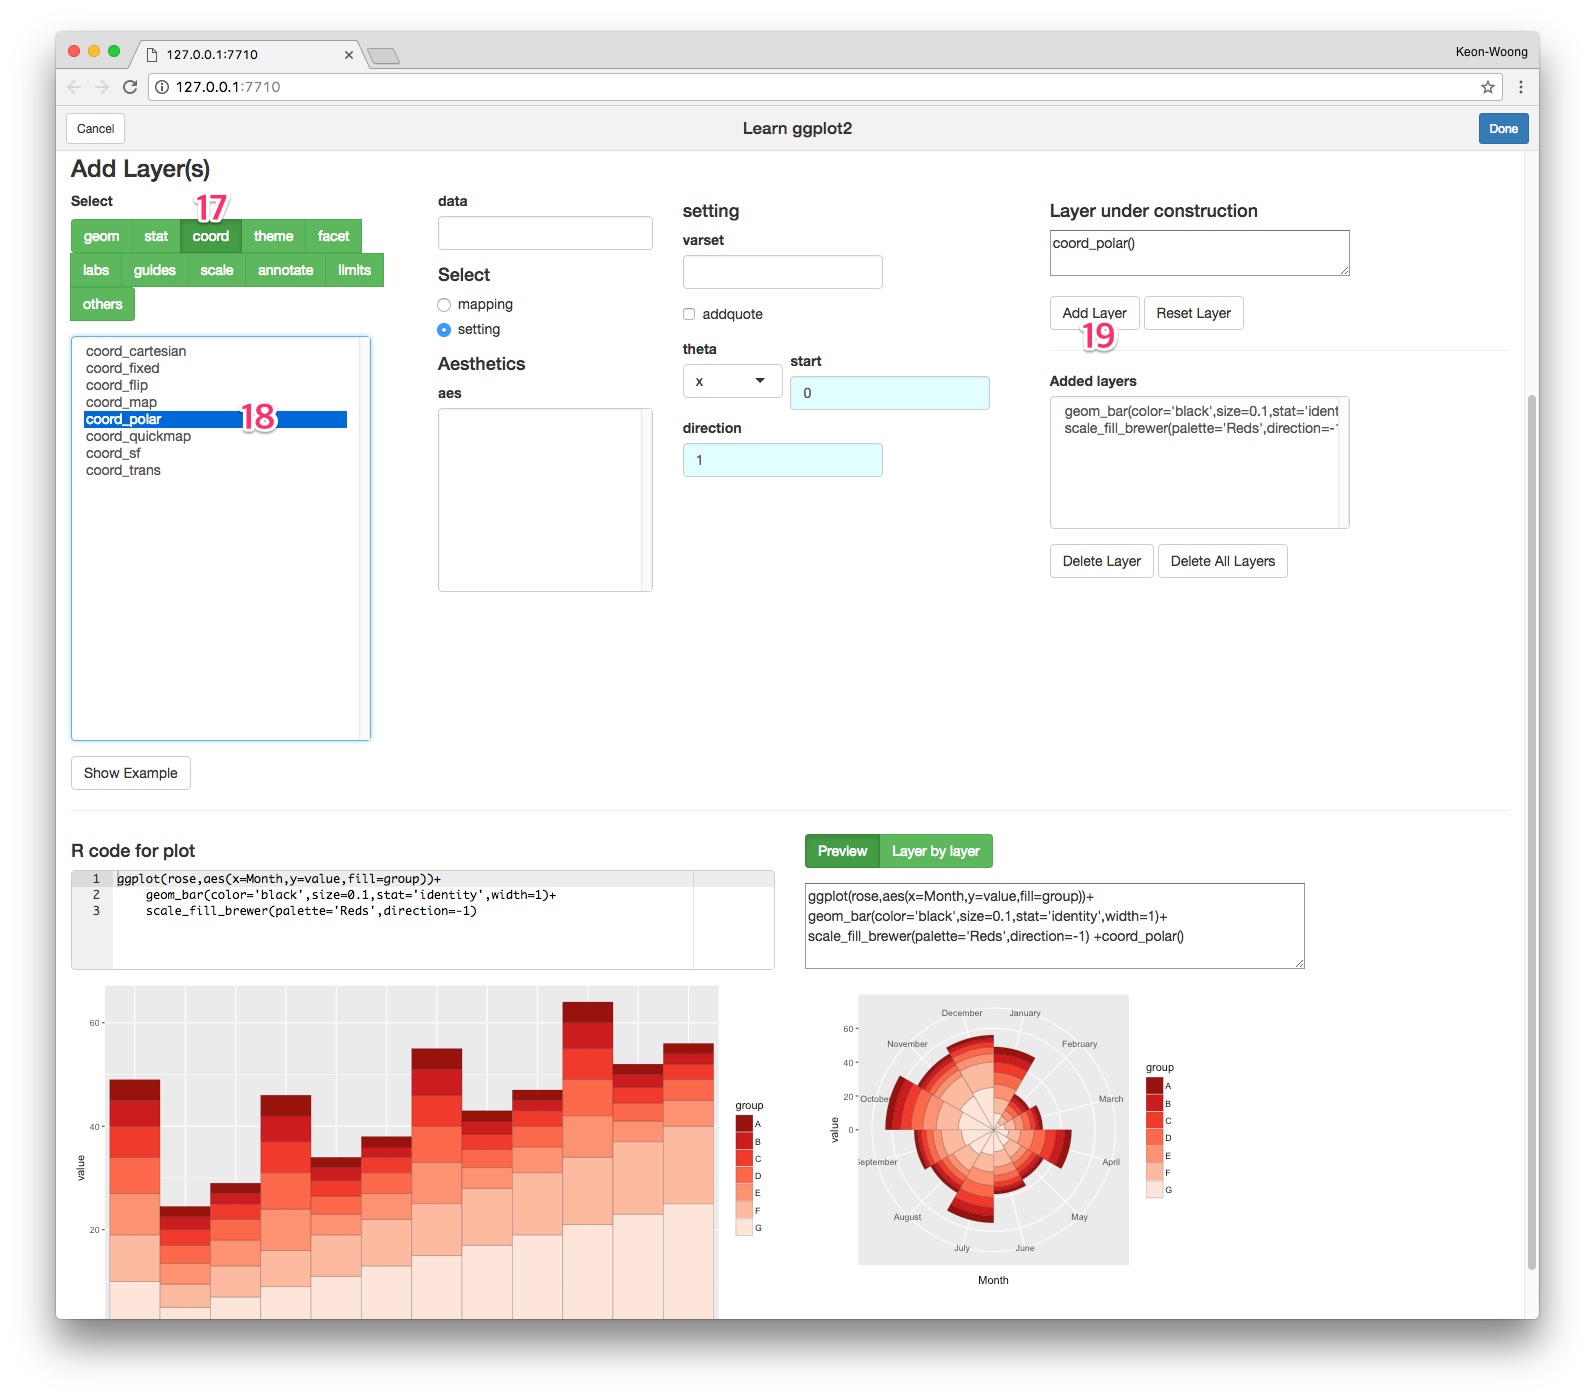 127.0.0.1:7710
Keon-Woong
127.0.0.1:7710
Cancel
Learn ggplot2
Done
Add Layer(s)
Select
17
geom stat coord theme facet
labs guides scale annotate limits
others
coord_cartesian
coord_fixed
coord_flip
coord_map
coord_polar
18
coord_quickmap
coord_sf
coord_trans
Show Example
data
Select
mapping
setting
Aesthetics
aes
setting
varset
addquote
theta
x
start
0
direction
1
Layer under construction
coord_polar()
Add Layer
Reset Layer
19
Added layers
geom_bar(color='black',size=0.1,stat='ident
scale_fill_brewer(palette='Reds',direction=-1
Delete Layer
Delete All Layers
R code for plot
1 ggplot(rose,aes(x=Month,y=value,fill=group))+
2 geom_bar(color='black',size=0.1,stat='identity',width=1)+
3 scale_fill_brewer(palette='Reds',direction=-1)
Preview
Layer by layer
ggplot(rose,aes(x=Month,y=value,fill=group))+
geom_bar(color='black',size=0.1,stat='identity',width=1)+
scale_fill_brewer(palette='Reds',direction=-1) +coord_polar()
60
40
20
value
group
A
B
C
D
E
F
G
December
January
November
February
October
March
September
April
August
May
July
June
60
40
20
0
value
Month
group
A
B
C
D
E
F
G